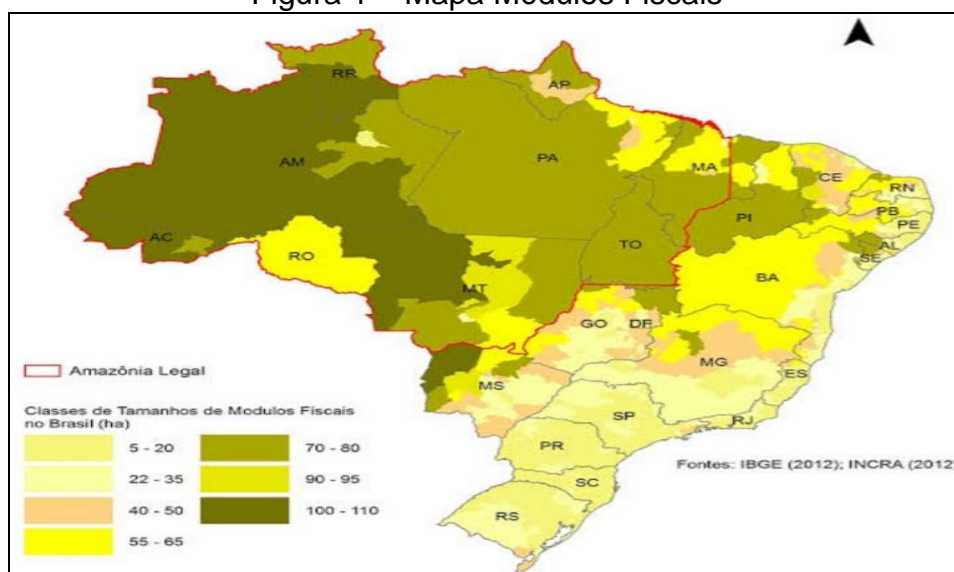 Figura 1 – Mapa Módulos Fiscais
RR
AP
AM
PA
MA
CE
RN
PB
PE
AL
SE
PI
AC
TO
RO
BA
MT
GO
DF
MG
ES
MS
SP
RJ
PR
SC
RS
Amazônia Legal
Classes de Tamanhos de Modulos Fiscais
no Brasil (ha)
5 - 20
70 - 80
22 - 35
90 - 95
40 - 50
100 - 110
55 - 65
Fontes: IBGE (2012); INCRA (2012